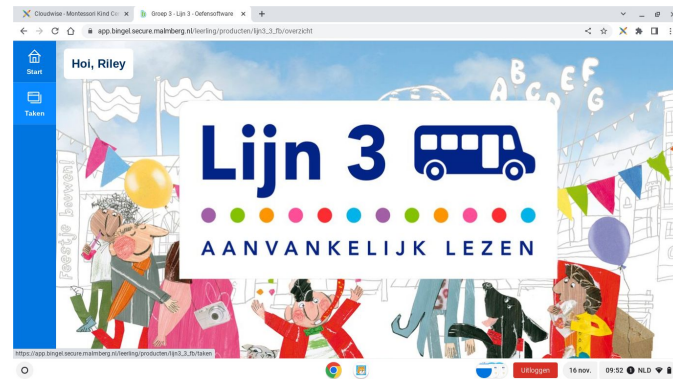 Cloudwise - Montessori Kind Ce
Groep 3 - Lijn 3 - Oefensoftware
app.bingel.secure.malmberg.nl/leerling/producten/lijn3_3_fb/overzicht
Start
Hoi, Riley
Taken
B C E F G
Feestje bouwen!
Lijn 3
AANVANKELIJK LEZEN
https://app.bingel.secure.malmberg.nl/leerling/producten/lijn3_3_fb/taken
Uitloggen
16 nov.
09:52
NLD